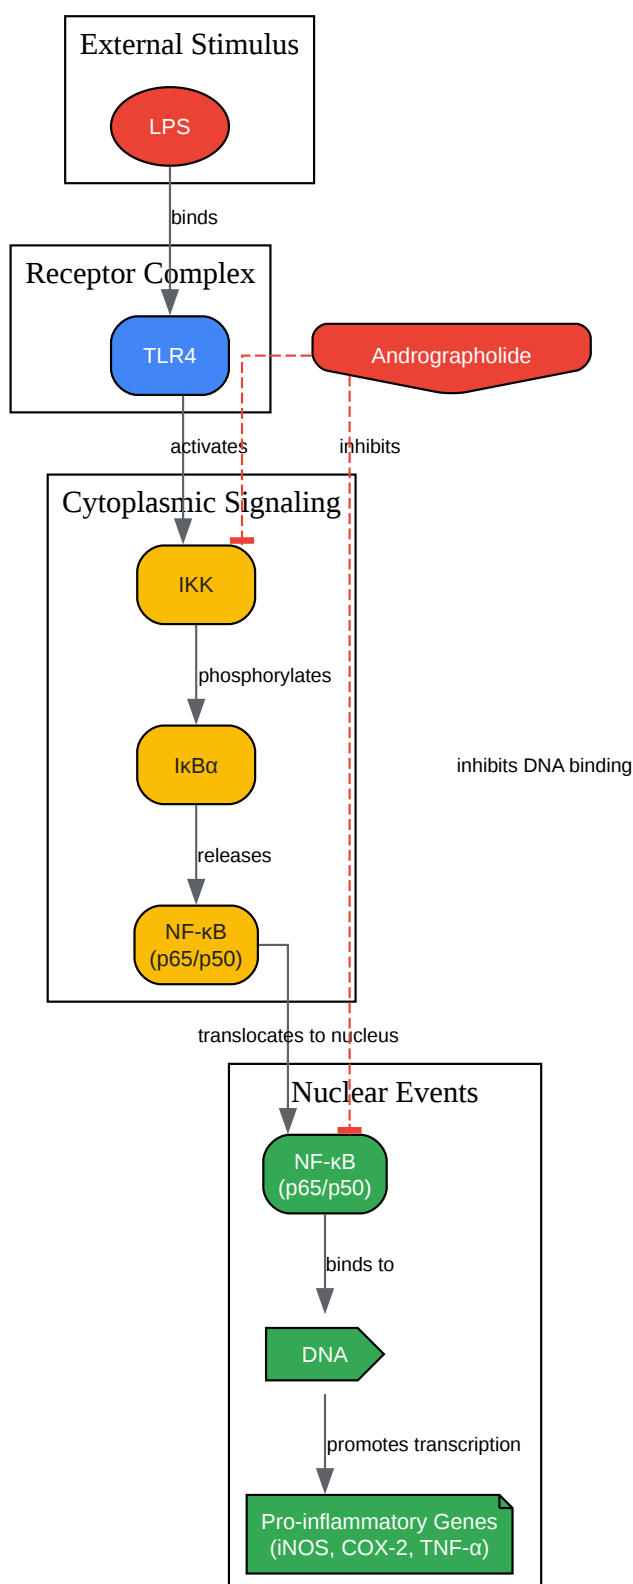 External Stimulus
LPS
binds
Receptor Complex
TLR4
Andrographolide
activates
inhibits
Cytoplasmic Signaling
IKK
phosphorylates
IκBα
inhibits DNA binding
releases
NF-κB
(p65/p50)
translocates to nucleus
Nuclear Events
NF-κB
(p65/p50)
binds to
DNA
promotes transcription
Pro-inflammatory Genes
(iNOS, COX-2, TNF-α)